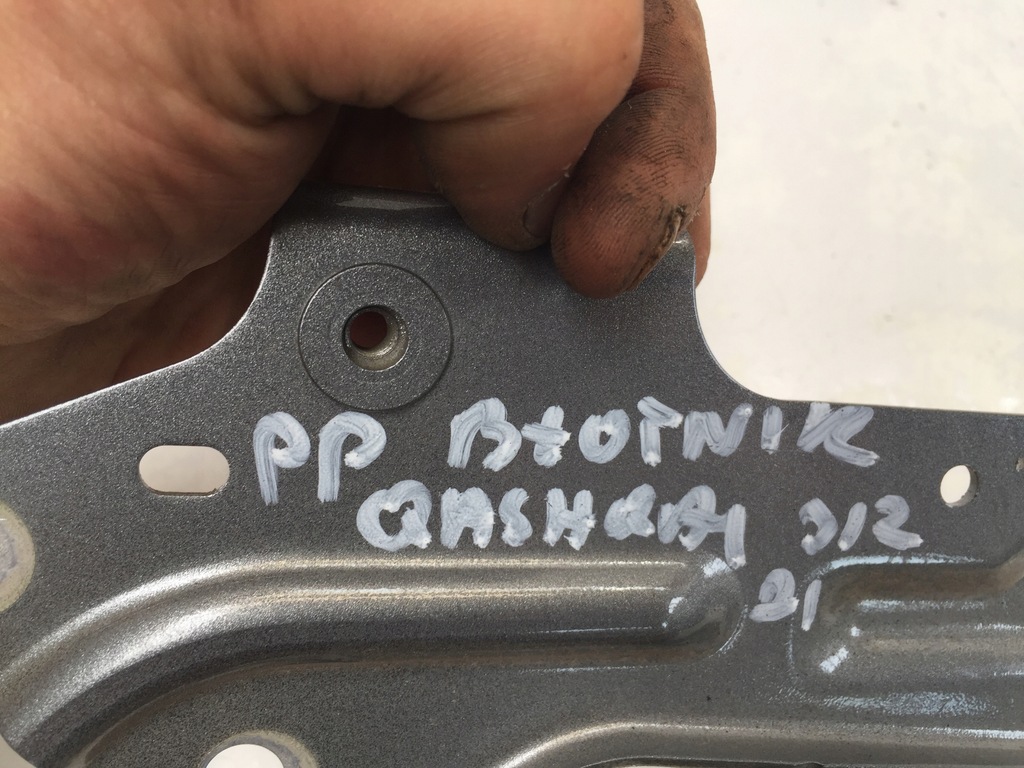 PP BŁOTNIK
QASHQAI J12
21